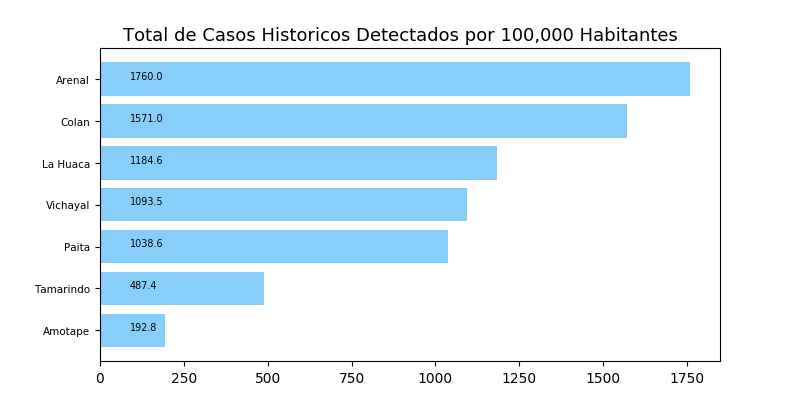 Total de Casos Historicos Detectados por 100,000 Habitantes
Arenal 1760.0
Colan 1571.0
La Huaca 1184.6
Vichayal 1093.5
Paita 1038.6
Tamarindo 487.4
Amotape 192.8
0 250 500 750 1000 1250 1500 1750